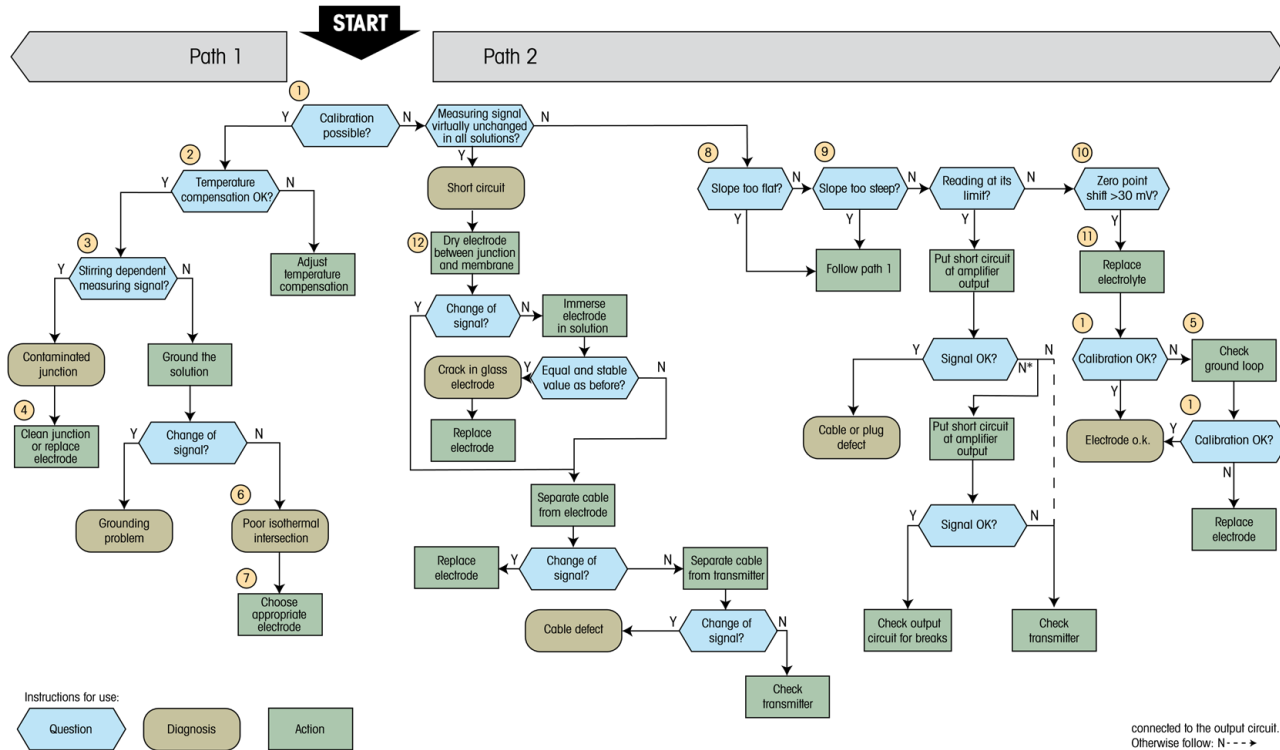 START
Path 1
Path 2
1
Calibration
possible?
Y
N
Measuring signal
virtually unchanged
in all solutions?
Y
N
2
Temperature
compensation OK?
Y
N
Adjust
temperature
compensation
3
Stirring dependent
measuring signal?
Y
N
Contaminated
junction
4
Clean junction
or replace
electrode
Ground the
solution
Change of
signal?
Y
N
Grounding
problem
6
Poor isothermal
intersection
7
Choose
appropriate
electrode
Short circuit
12
Dry electrode
between junction
and membrane
Change of
signal?
Y
N
Immerse
electrode
in solution
Equal and stable
value as before?
Y
N
Crack in glass
electrode
Replace
electrode
Separate cable
from electrode
Change of
signal?
Y
N
Replace
electrode
Separate cable
from transmitter
Change of
signal?
Y
N
Cable defect
Check
transmitter
8
Slope too flat?
Y
N
9
Slope too steep?
Y
N
Follow path 1
Reading at its
limit?
Y
N
Put short circuit
at amplifier
output
Signal OK?
Y
N
N*
Cable or plug
defect
Put short circuit
at amplifier
output
Signal OK?
Y
N
Check output
circuit for breaks
Check
transmitter
10
Zero point
shift >30 mV?
Y
11
Replace
electrolyte
1
Calibration OK?
Y
N
5
Check
ground loop
1
Calibration OK?
Y
N
Electrode o.k.
Replace
electrode
Instructions for use:
Question
Diagnosis
Action
connected to the output circuit.
Otherwise follow: N